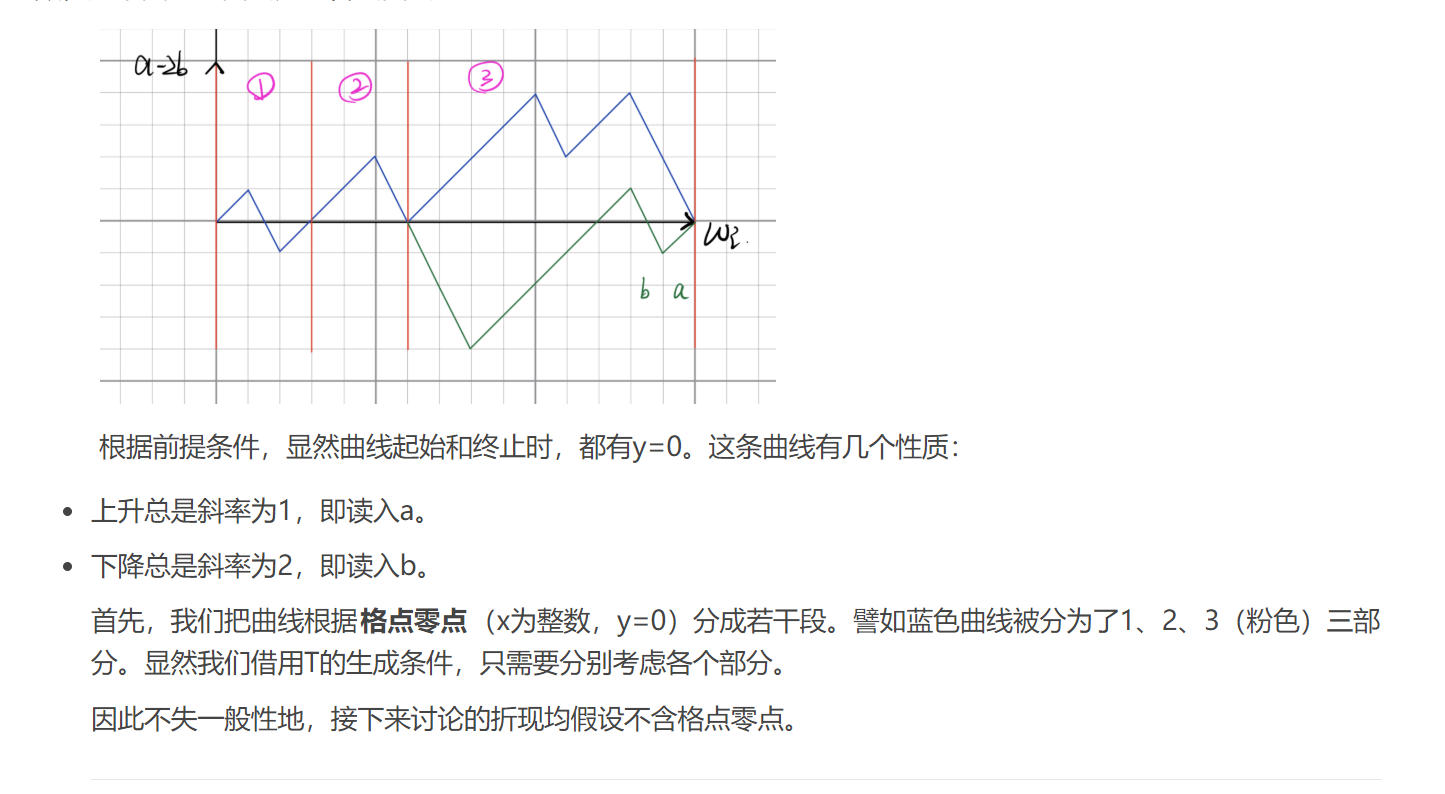 a-2b
① ② ③
b a
根据前提条件，显然曲线起始和终止时，都有y=0。这条曲线有几个性质：
上升总是斜率为1，即读入a。
下降总是斜率为2，即读入b。
首先，我们把曲线根据格点零点（x为整数，y=0）分成若干段。譬如蓝色曲线被分为了1、2、3（粉色）三部
分。显然我们借用T的生成条件，只需要分别考虑各个部分。
因此不失一般性地，接下来讨论的折现均假设不含格点零点。